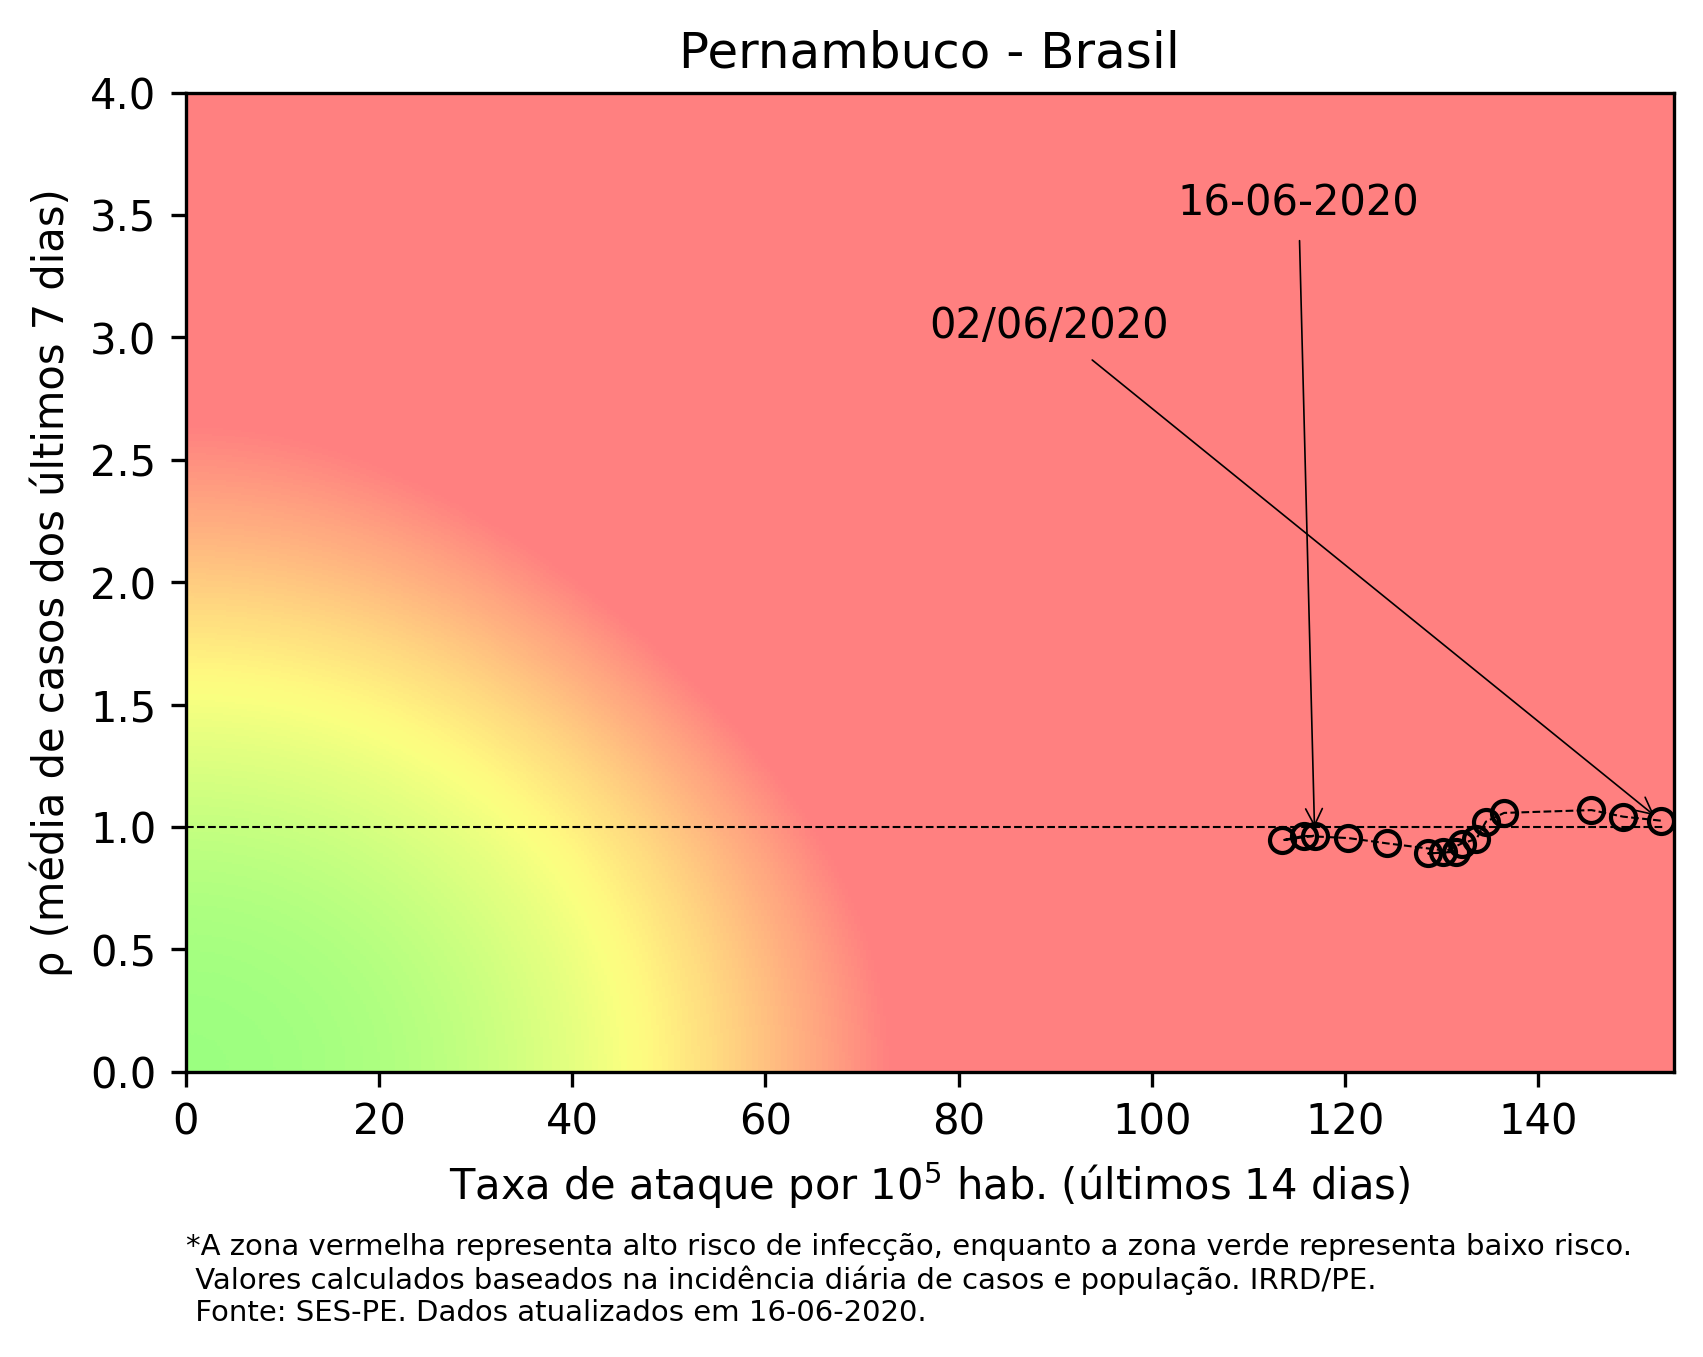 Pernambuco - Brasil
4.0
3.5
3.0
2.5
2.0
1.5
1.0
0.5
0.0
ρ (média de casos dos últimos 7 dias)
16-06-2020
02/06/2020
0 20 40 60 80 100 120 140
Taxa de ataque por 10⁵ hab. (últimos 14 dias)
*A zona vermelha representa alto risco de infecção, enquanto a zona verde representa baixo risco.
Valores calculados baseados na incidência diária de casos e população. IRRD/PE.
Fonte: SES-PE. Dados atualizados em 16-06-2020.